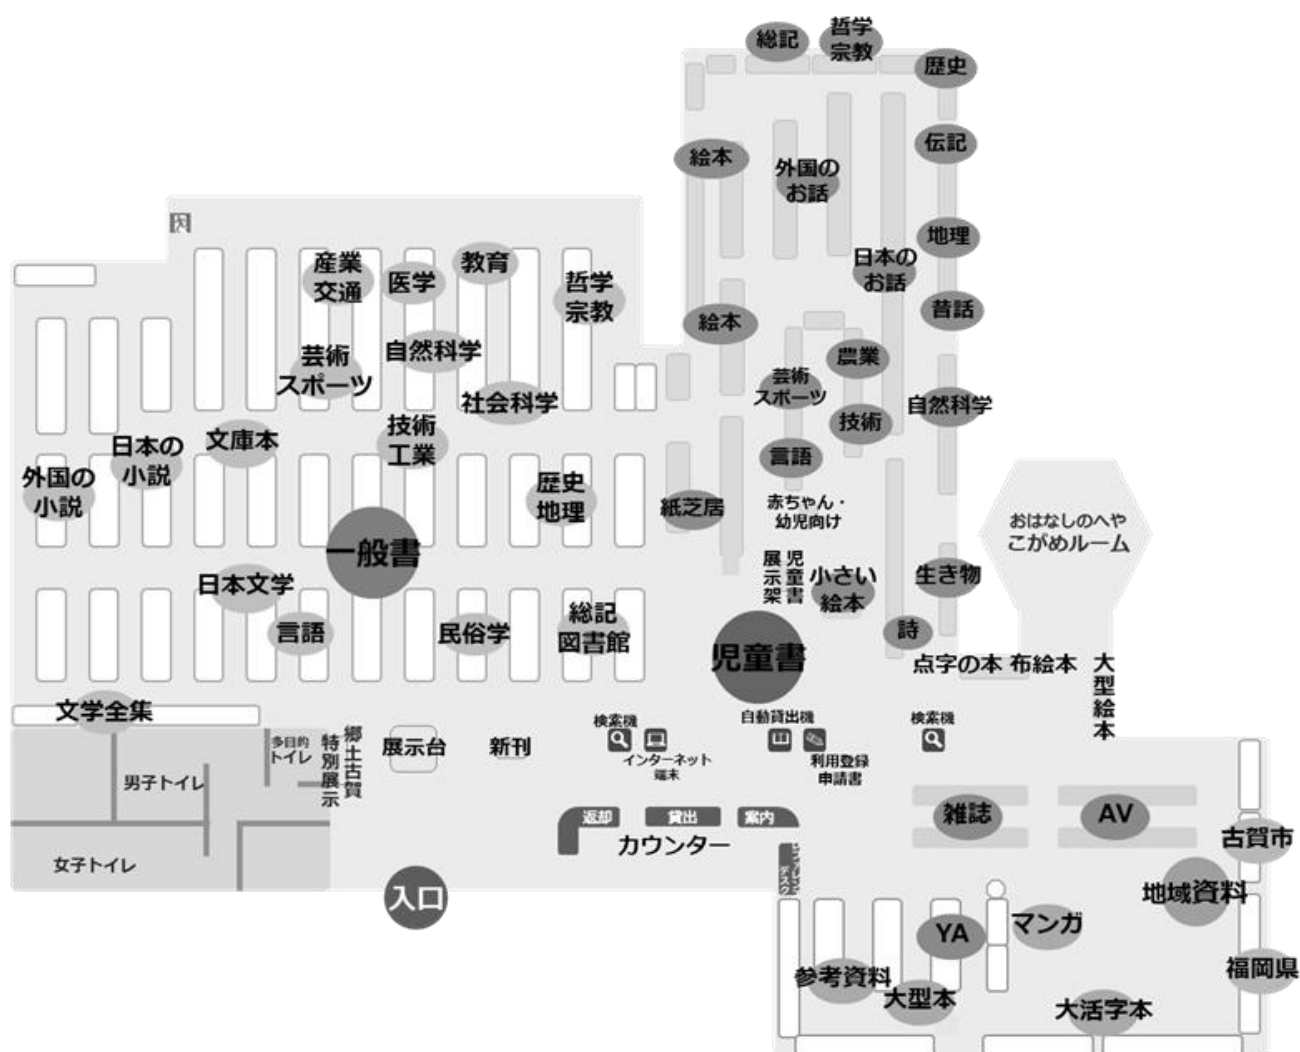 総記
哲学
宗教
歴史
伝記
絵本
外国の
お話
地理
日本の
お話
昔話
絵本
農業
芸術
スポーツ
自然科学
技術
言語
紙芝居
赤ちゃん・
幼児向け
児童書
展示架
小さい
絵本
生き物
詩
児童書
点字の本 布絵本
大型絵本
おはなしのへや
こがめルーム
産業
交通
医学
教育
哲学
宗教
芸術
スポーツ
自然科学
社会科学
日本の
小説
文庫本
技術
工業
外国の
小説
歴史
地理
一般書
日本文学
言語
民俗学
総記
図書館
文学全集
多目的
トイレ
男子トイレ
女子トイレ
郷土古賀
特別展示
展示台
新刊
検索機
インターネット
端末
自動貸出機
利用登録
申請書
検索機
返却
貸出
案内
カウンター
レファレンス
デスク
入口
雑誌
AV
古賀市
地域資料
福岡県
YA
マンガ
参考資料
大型本
大活字本